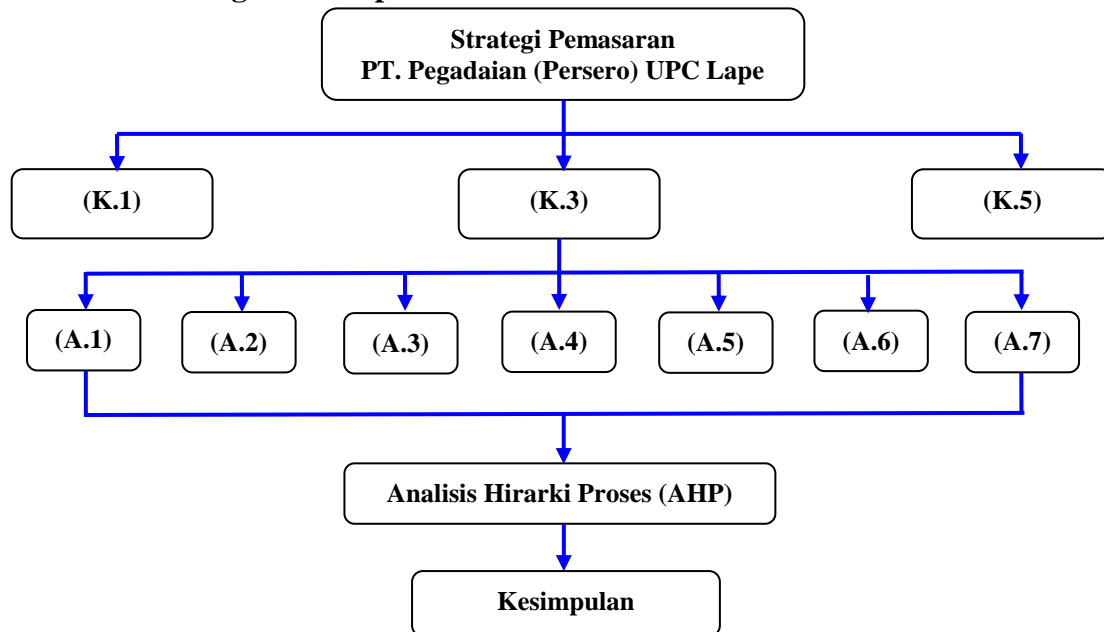 Strategi Pemasaran
PT. Pegadaian (Persero) UPC Lape
(K.1)
(K.3)
(K.5)
(A.1)
(A.2)
(A.3)
(A.4)
(A.5)
(A.6)
(A.7)
Analisis Hirarki Proses (AHP)
Kesimpulan